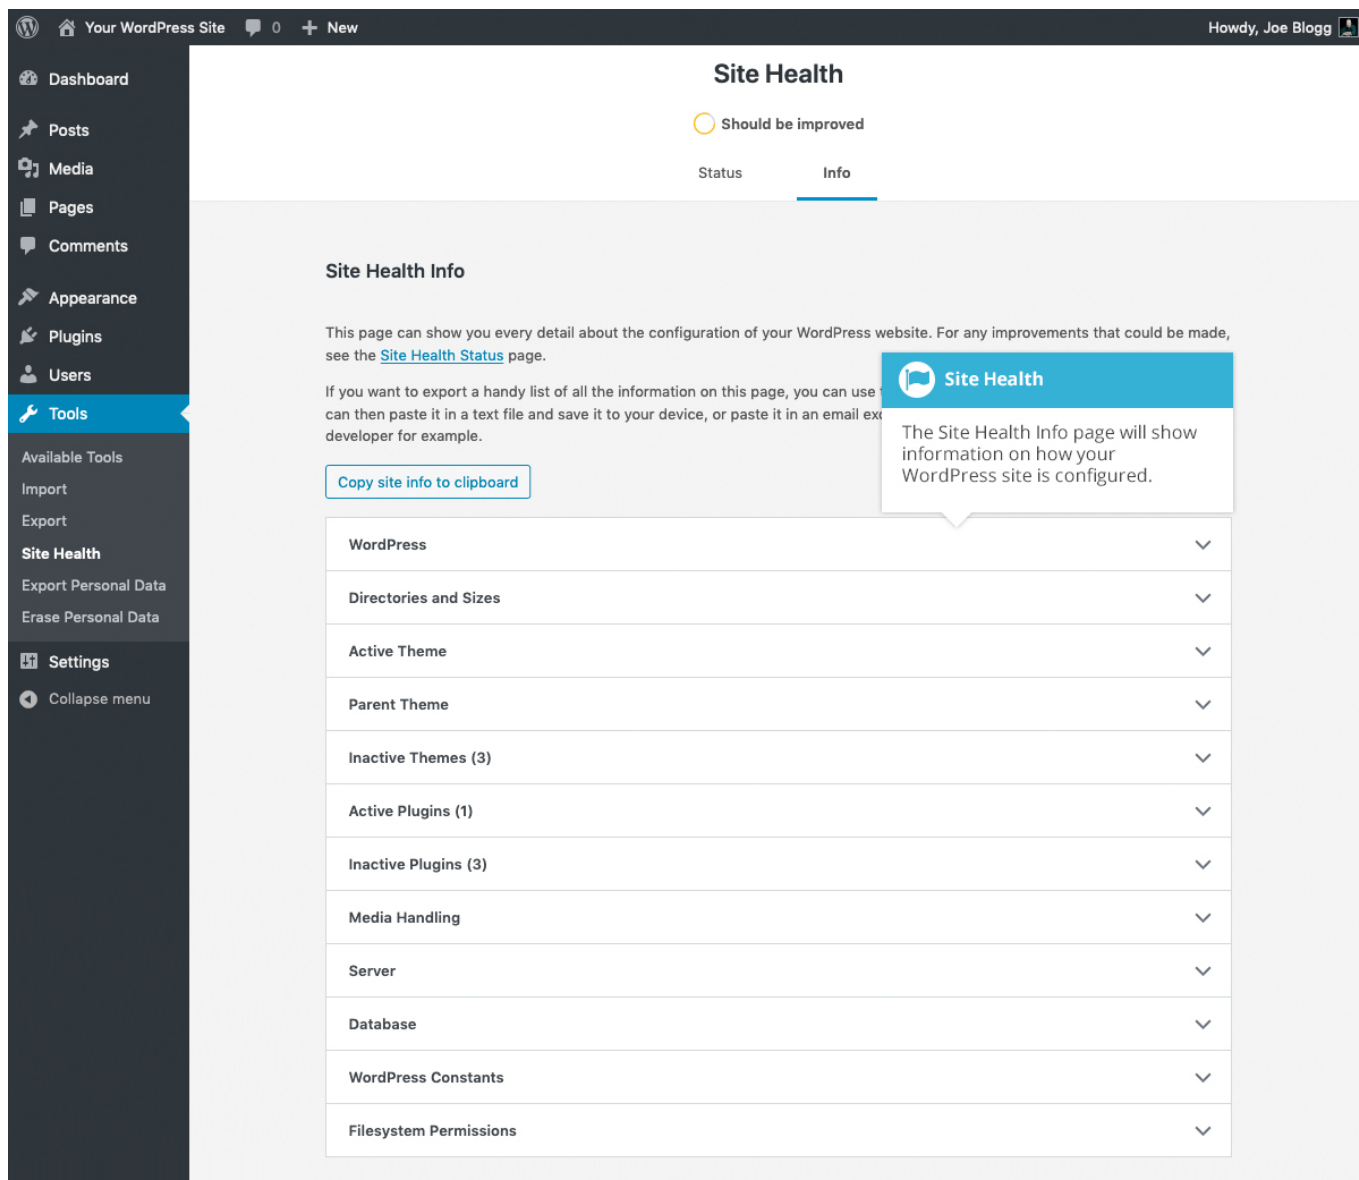 Your WordPress Site 0 New Howdy, Joe Blogg
Dashboard
Posts
Media
Pages
Comments
Appearance
Plugins
Users
Tools
Available Tools
Import
Export
Site Health
Export Personal Data
Erase Personal Data
Settings
Collapse menu
Site Health
Should be improved
Status Info
Site Health Info
This page can show you every detail about the configuration of your WordPress website. For any improvements that could be made,
see the Site Health Status page.
If you want to export a handy list of all the information on this page, you can use
can then paste it in a text file and save it to your device, or paste it in an email
developer for example.
Site Health
The Site Health Info page will show
information on how your
WordPress site is configured.
Copy site info to clipboard
WordPress
Directories and Sizes
Active Theme
Parent Theme
Inactive Themes (3)
Active Plugins (1)
Inactive Plugins (3)
Media Handling
Server
Database
WordPress Constants
Filesystem Permissions